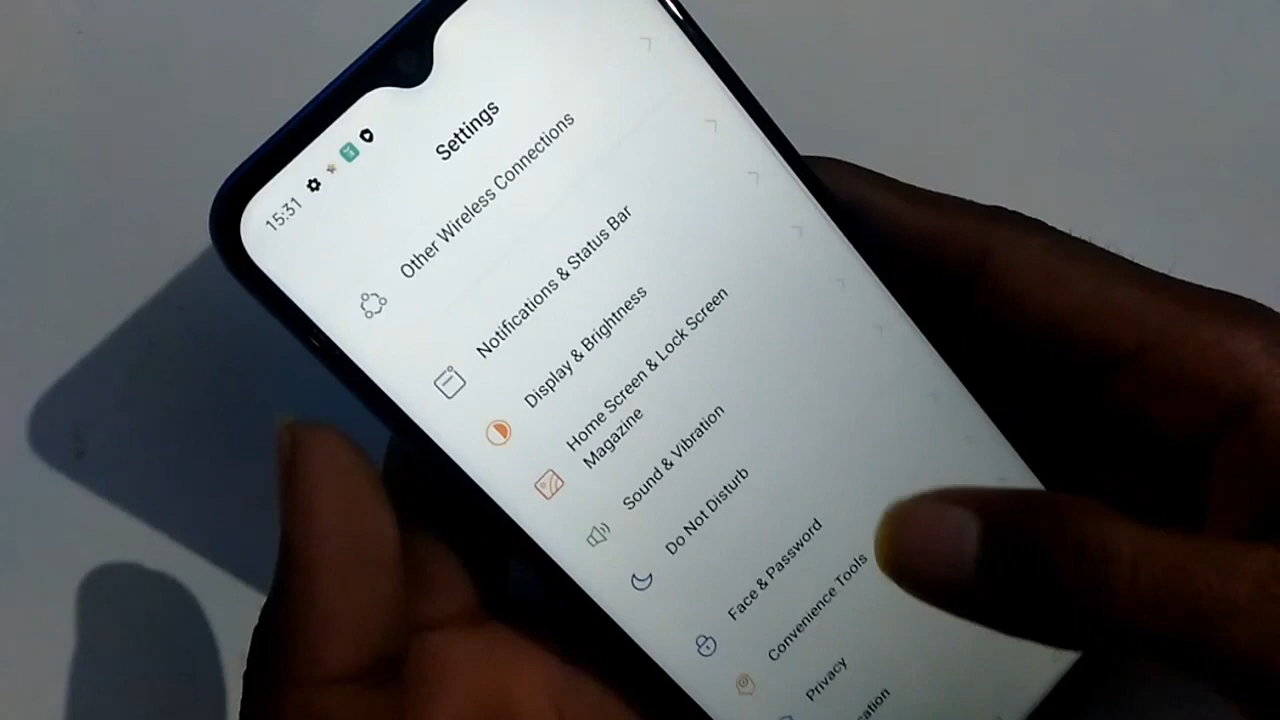 15:31
Settings
Other Wireless Connections
Notifications & Status Bar
Display & Brightness
Home Screen & Lock Screen
Magazine
Sound & Vibration
Do Not Disturb
Face & Password
Convenience Tools
Privacy